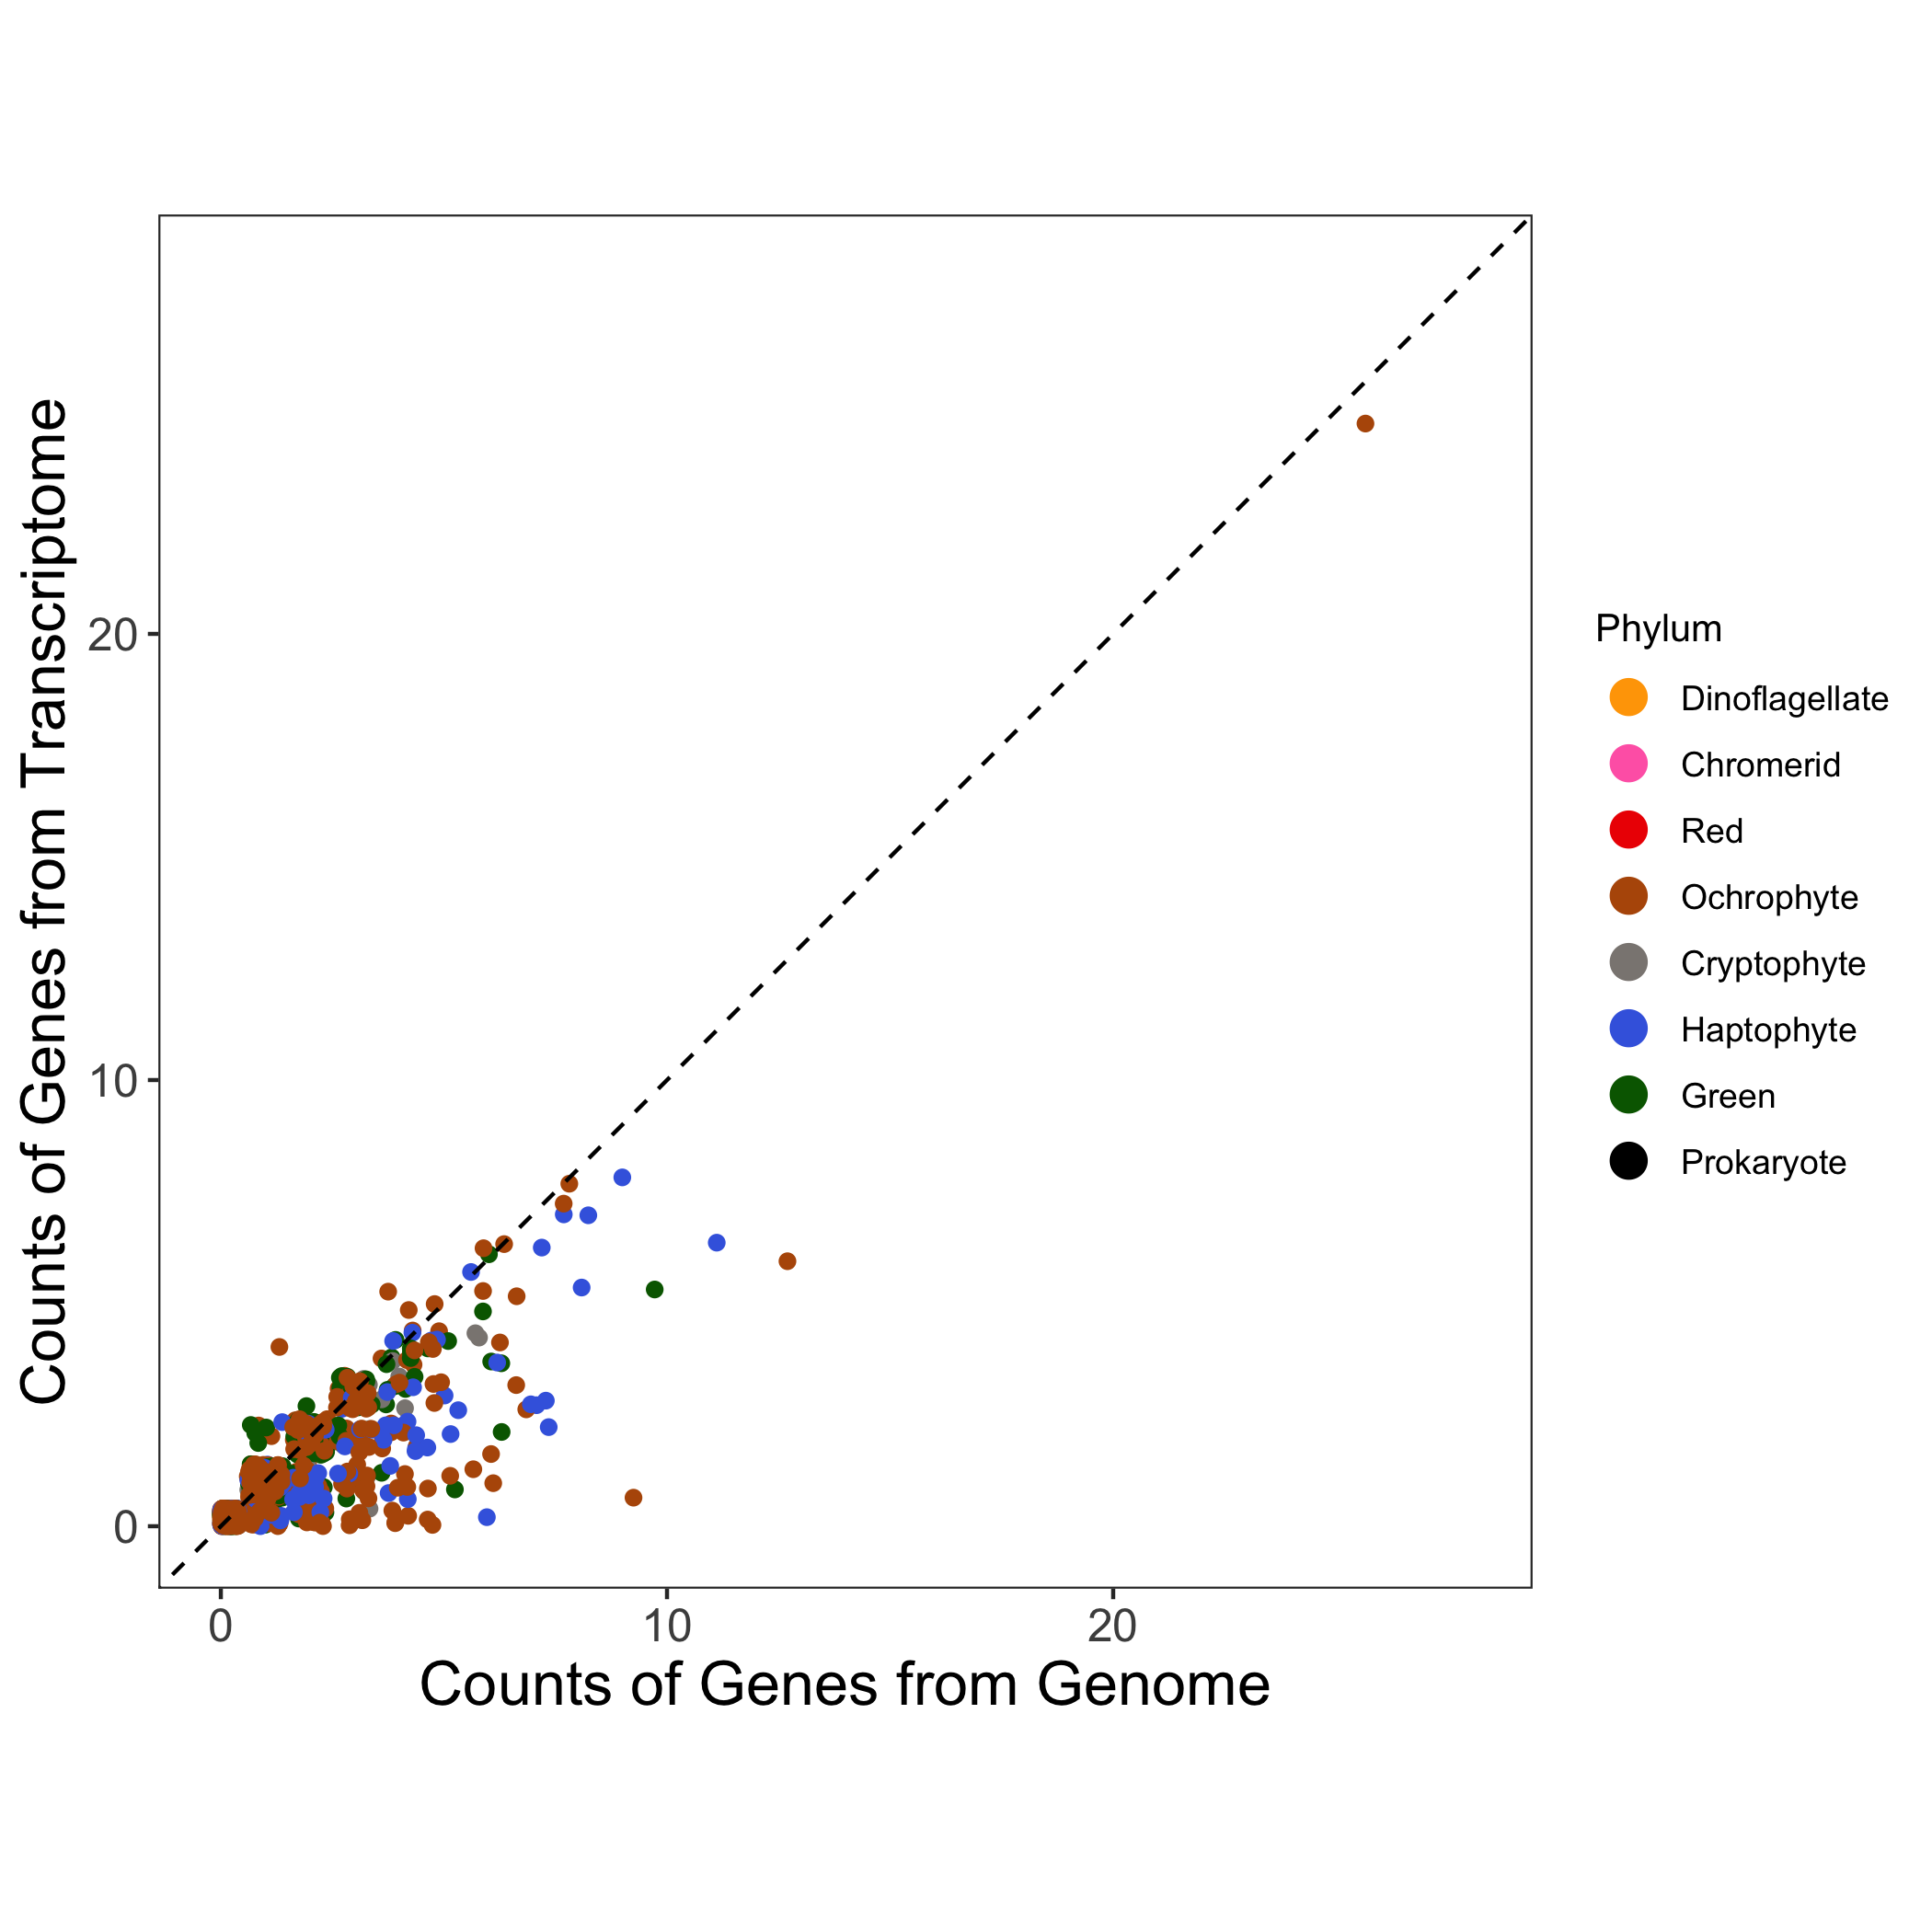 Counts of Genes from Transcriptome
20
10
0
0
10
20
Counts of Genes from Genome
Phylum
Dinoflagellate
Chromerid
Red
Ochrophyte
Cryptophyte
Haptophyte
Green
Prokaryote